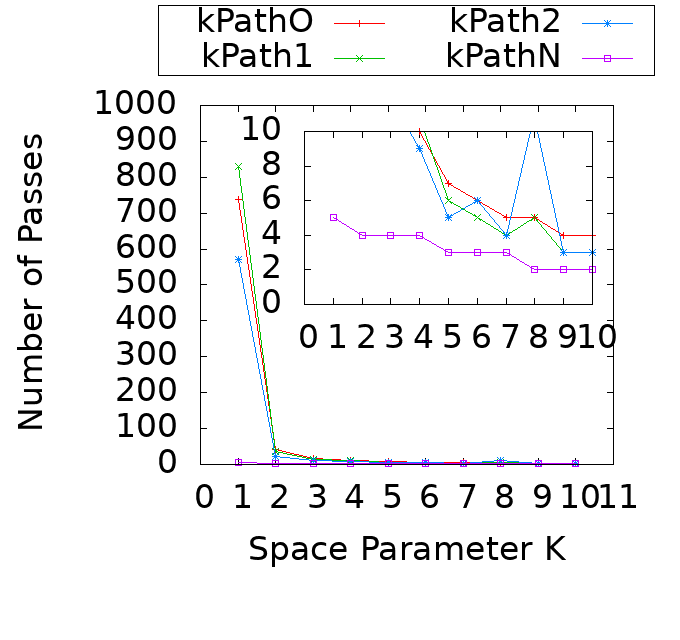 kPathO kPath2
kPath1 kPathN
Number of Passes
1000
900
800
700
600
500
400
300
200
100
0
0 1 2 3 4 5 6 7 8 9 10 11
10
8
6
4
2
0
0 1 2 3 4 5 6 7 8 9 10
Space Parameter K